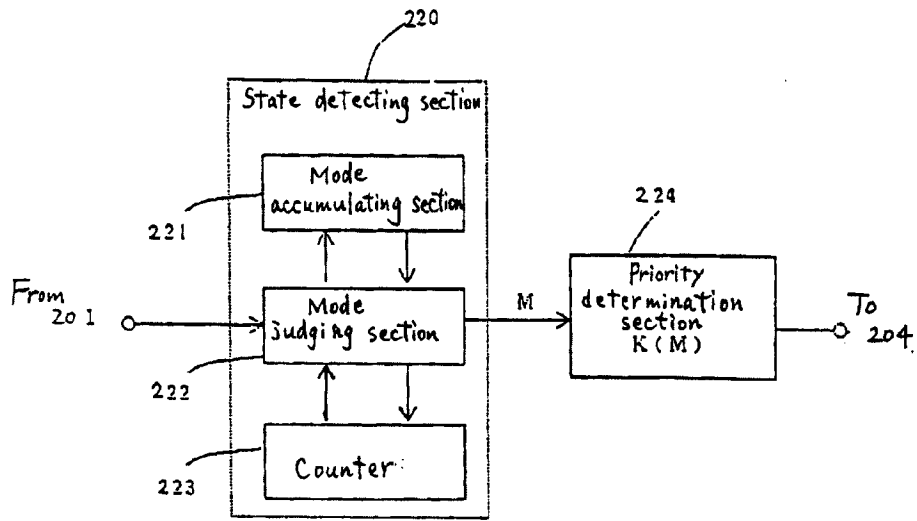 220
State detecting section
Mode
accumulating section
221
224
Priority
determination
section
K(M)
From
201
Mode
judging section
M
To
204
222
Counter
223